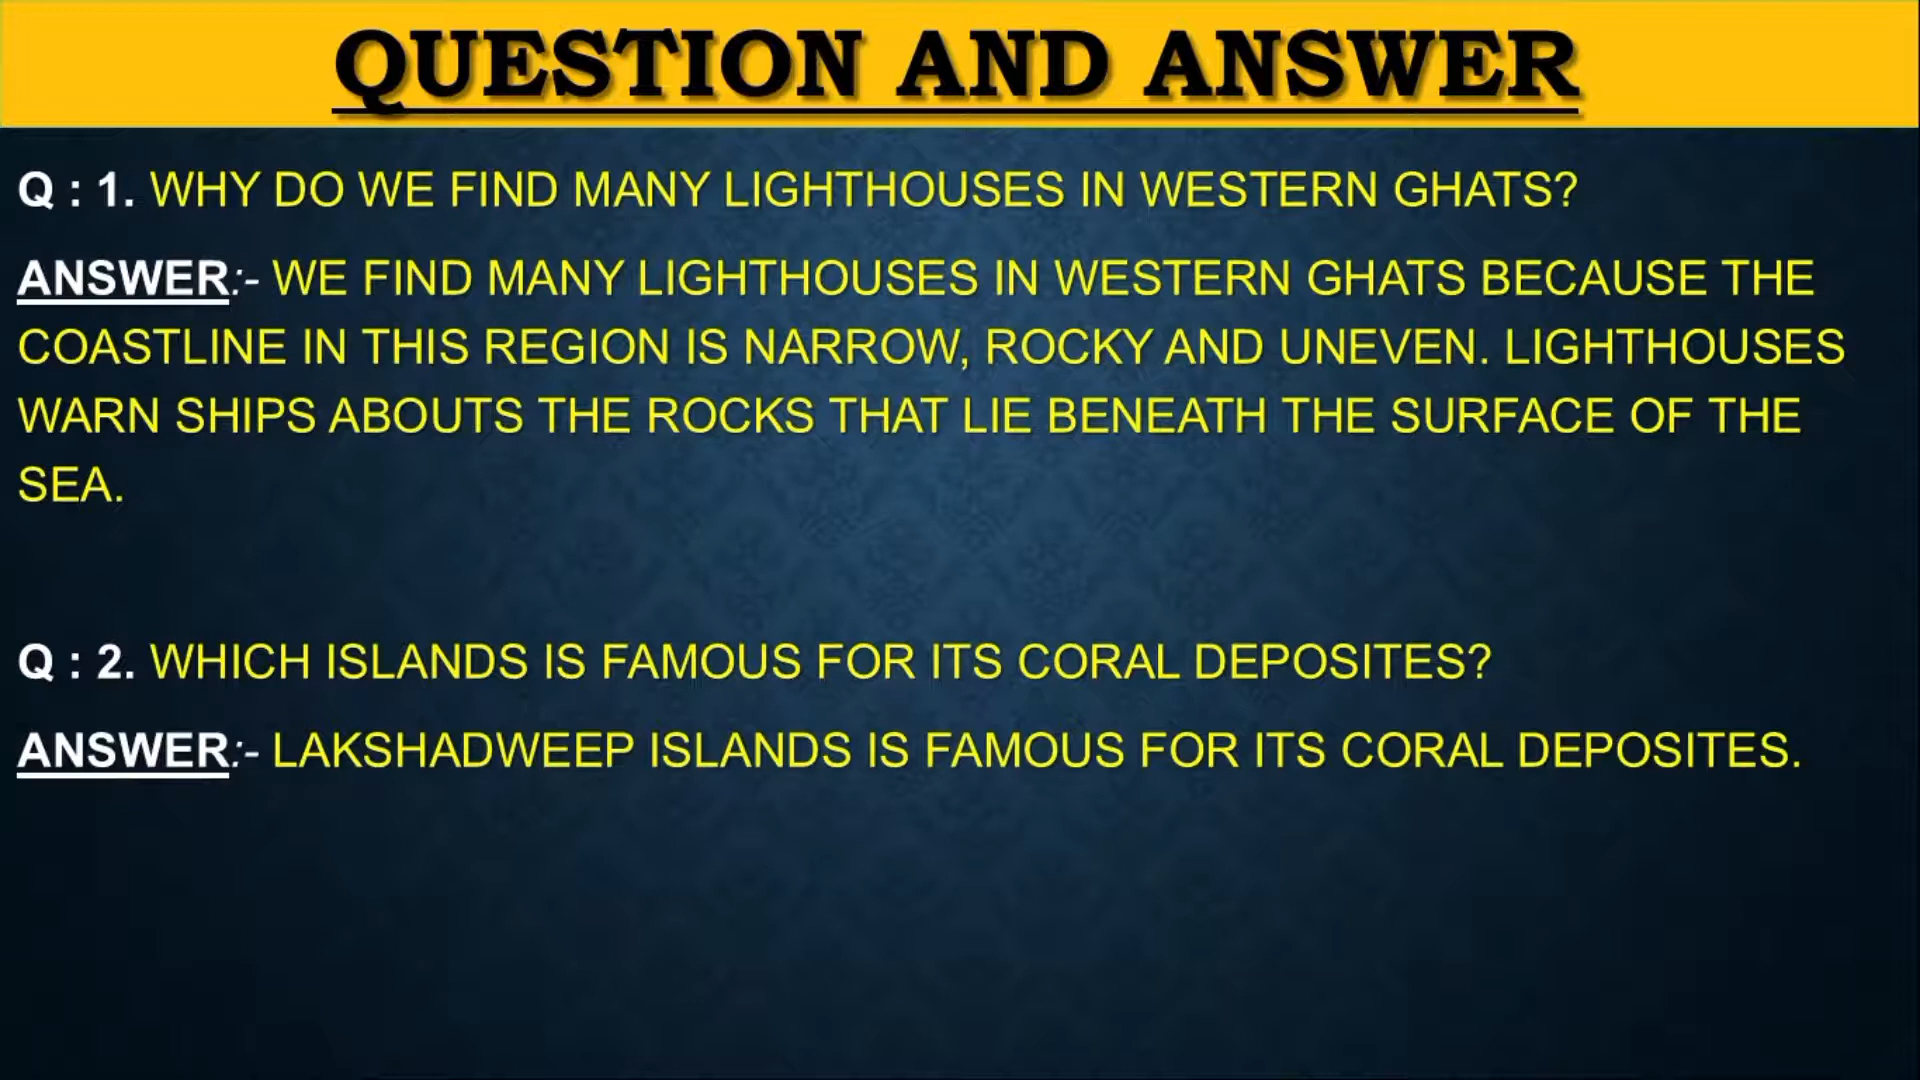 QUESTION AND ANSWER
Q : 1. WHY DO WE FIND MANY LIGHTHOUSES IN WESTERN GHATS?
ANSWER:- WE FIND MANY LIGHTHOUSES IN WESTERN GHATS BECAUSE THE
COASTLINE IN THIS REGION IS NARROW, ROCKY AND UNEVEN. LIGHTHOUSES
WARN SHIPS ABOUTS THE ROCKS THAT LIE BENEATH THE SURFACE OF THE
SEA.
Q : 2. WHICH ISLANDS IS FAMOUS FOR ITS CORAL DEPOSITES?
ANSWER:- LAKSHADWEEP ISLANDS IS FAMOUS FOR ITS CORAL DEPOSITES.